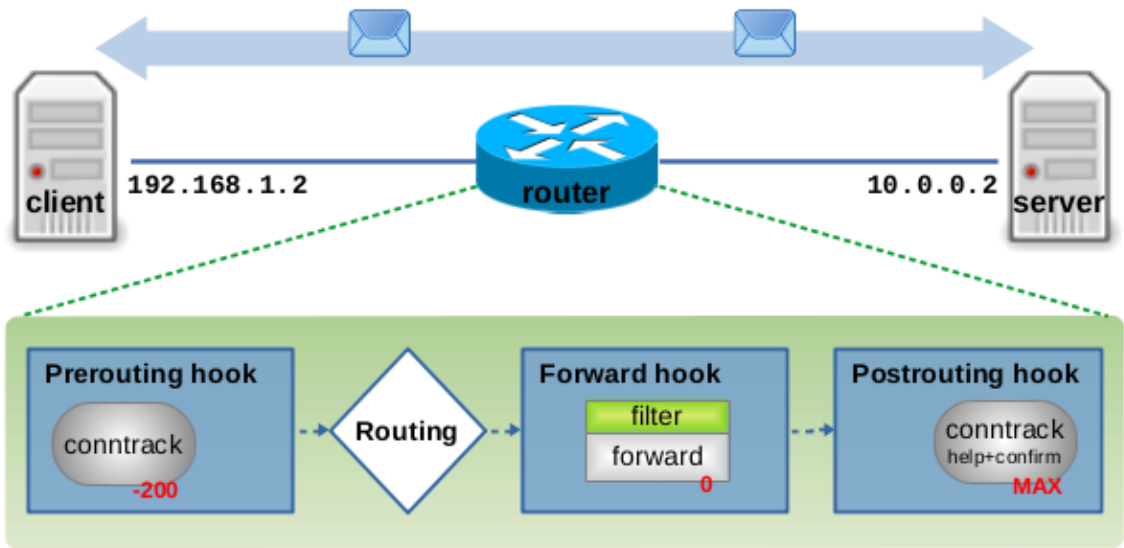 client
192.168.1.2
router
10.0.0.2
server
Prerouting hook
conntrack
-200
Routing
Forward hook
filter
forward
0
Postrouting hook
conntrack
help+confirm
MAX